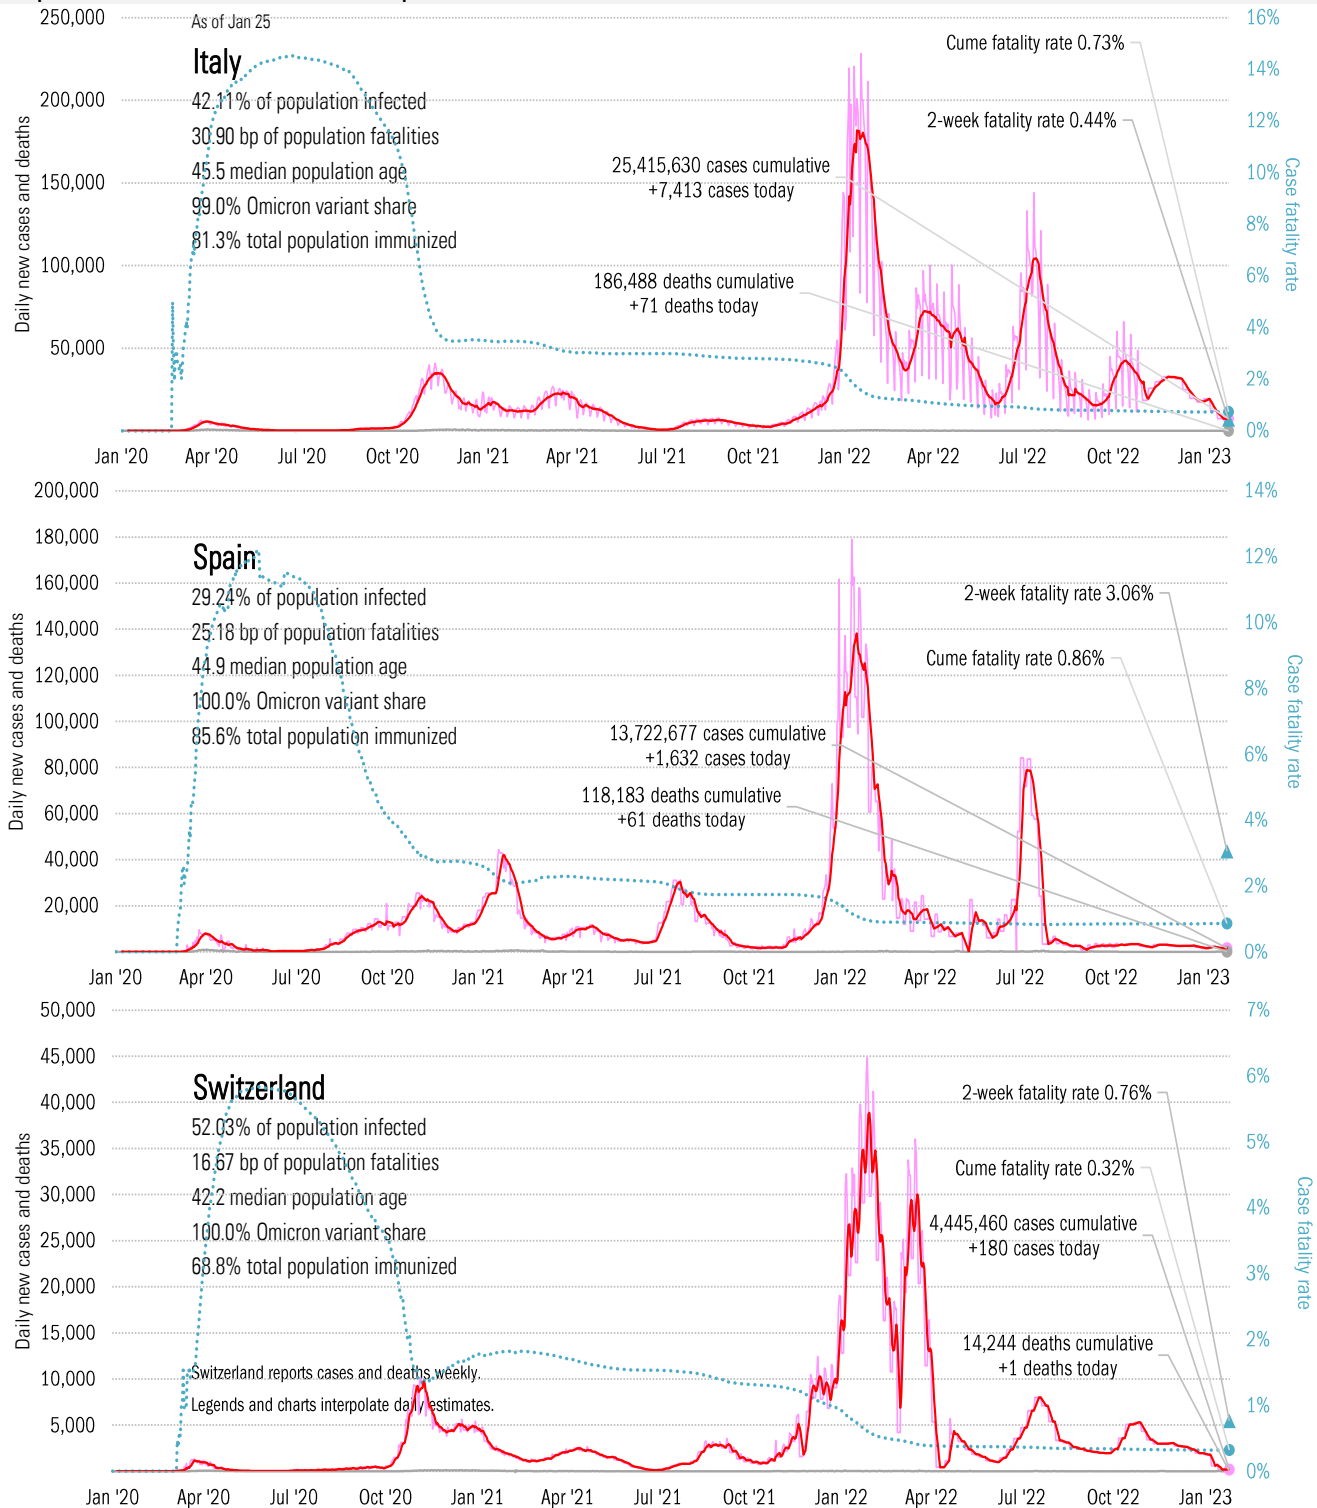 250,000
As of Jan 25
16%
Italy
Cume fatality rate 0.73%
14%
42.11% of population infected
200,000
2-week fatality rate 0.44%
12%
30.90 bp of population fatalities
45.5 median population age
25,415,630 cases cumulative
+7,413 cases today
150,000
10%
99.0% Omicron variant share
8%
81.3% total population immunized
100,000
6%
186,488 deaths cumulative
+71 deaths today
4%
50,000
2%
0%
Daily new cases and deaths
Case fatality rate
Jan '20 Apr '20 Jul '20 Oct '20 Jan '21 Apr '21 Jul '21 Oct '21 Jan '22 Apr '22 Jul '22 Oct '22 Jan '23
200,000
14%
180,000
Spain
12%
160,000
29.24% of population infected
2-week fatality rate 3.06%
140,000
25.18 bp of population fatalities
10%
44.9 median population age
Cume fatality rate 0.86%
120,000
8%
100.0% Omicron variant share
100,000
85.6% total population immunized
13,722,677 cases cumulative
+1,632 cases today
6%
80,000
118,183 deaths cumulative
+61 deaths today
60,000
4%
40,000
2%
20,000
0%
Daily new cases and deaths
Case fatality rate
Jan '20 Apr '20 Jul '20 Oct '20 Jan '21 Apr '21 Jul '21 Oct '21 Jan '22 Apr '22 Jul '22 Oct '22 Jan '23
50,000
7%
45,000
6%
Switzerland
2-week fatality rate 0.76%
40,000
52.03% of population infected
5%
35,000
16.67 bp of population fatalities
Cume fatality rate 0.32%
30,000
42.2 median population age
4%
4,445,460 cases cumulative
+180 cases today
25,000
100.0% Omicron variant share
68.8% total population immunized
3%
20,000
15,000
2%
14,244 deaths cumulative
+1 deaths today
10,000
Switzerland reports cases and deaths weekly.
Legends and charts interpolate daily estimates.
1%
5,000
0%
Daily new cases and deaths
Case fatality rate
Jan '20 Apr '20 Jul '20 Oct '20 Jan '21 Apr '21 Jul '21 Oct '21 Jan '22 Apr '22 Jul '22 Oct '22 Jan '23